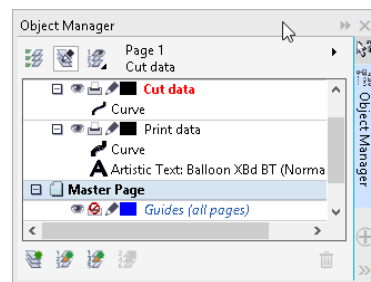 Object Manager
Page 1
Cut data
Cut data
Curve
Print data
Curve
A Artistic Text: Balloon XBd BT (Norma
Master Page
Guides (all pages)
Object Manager